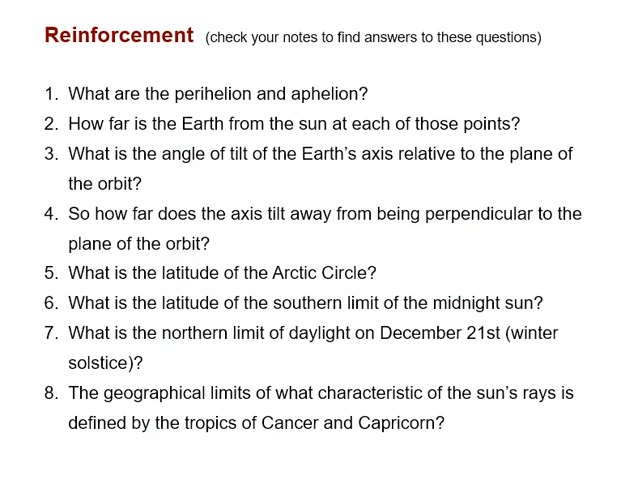 Reinforcement (check your notes to find answers to these questions)
1. What are the perihelion and aphelion?
2. How far is the Earth from the sun at each of those points?
3. What is the angle of tilt of the Earth’s axis relative to the plane of
the orbit?
4. So how far does the axis tilt away from being perpendicular to the
plane of the orbit?
5. What is the latitude of the Arctic Circle?
6. What is the latitude of the southern limit of the midnight sun?
7. What is the northern limit of daylight on December 21st (winter
solstice)?
8. The geographical limits of what characteristic of the sun’s rays is
defined by the tropics of Cancer and Capricorn?